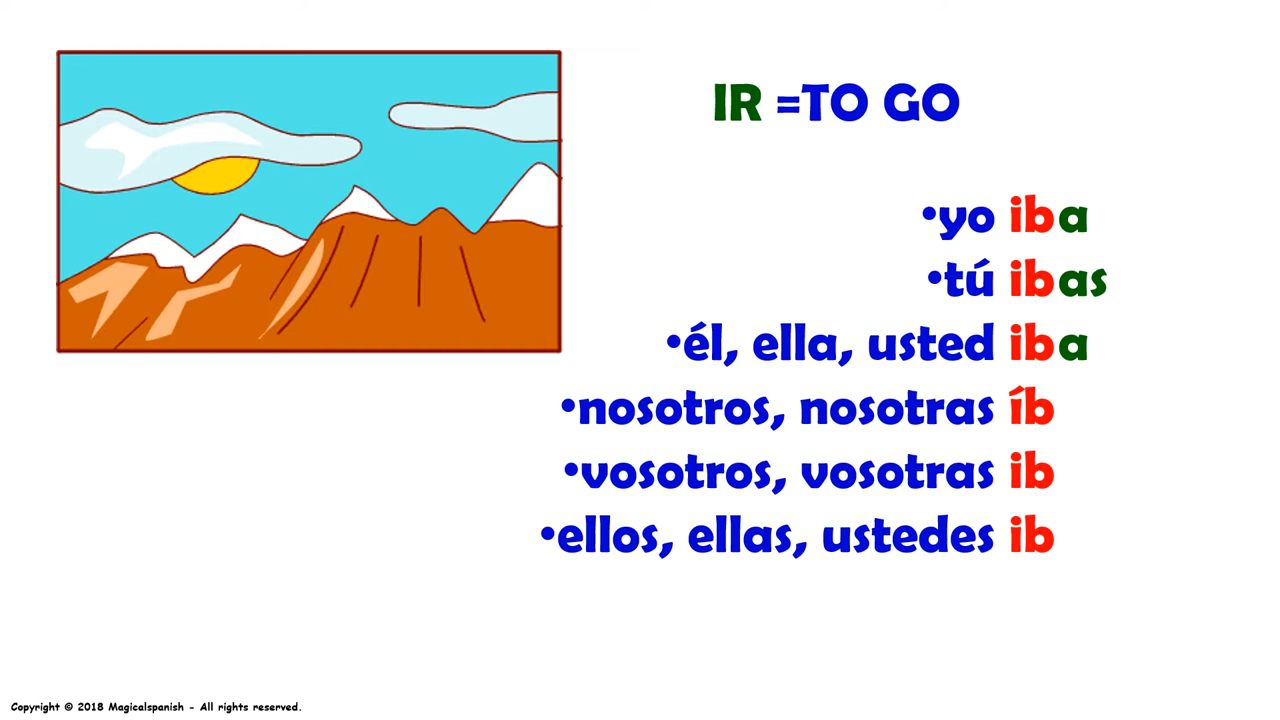 IR =TO GO
•yo iba
•tú ibas
•él, ella, usted iba
•nosotros, nosotras íb
•vosotros, vosotras ib
•ellos, ellas, ustedes ib
Copyright © 2018 Magicalspanish - All rights reserved.